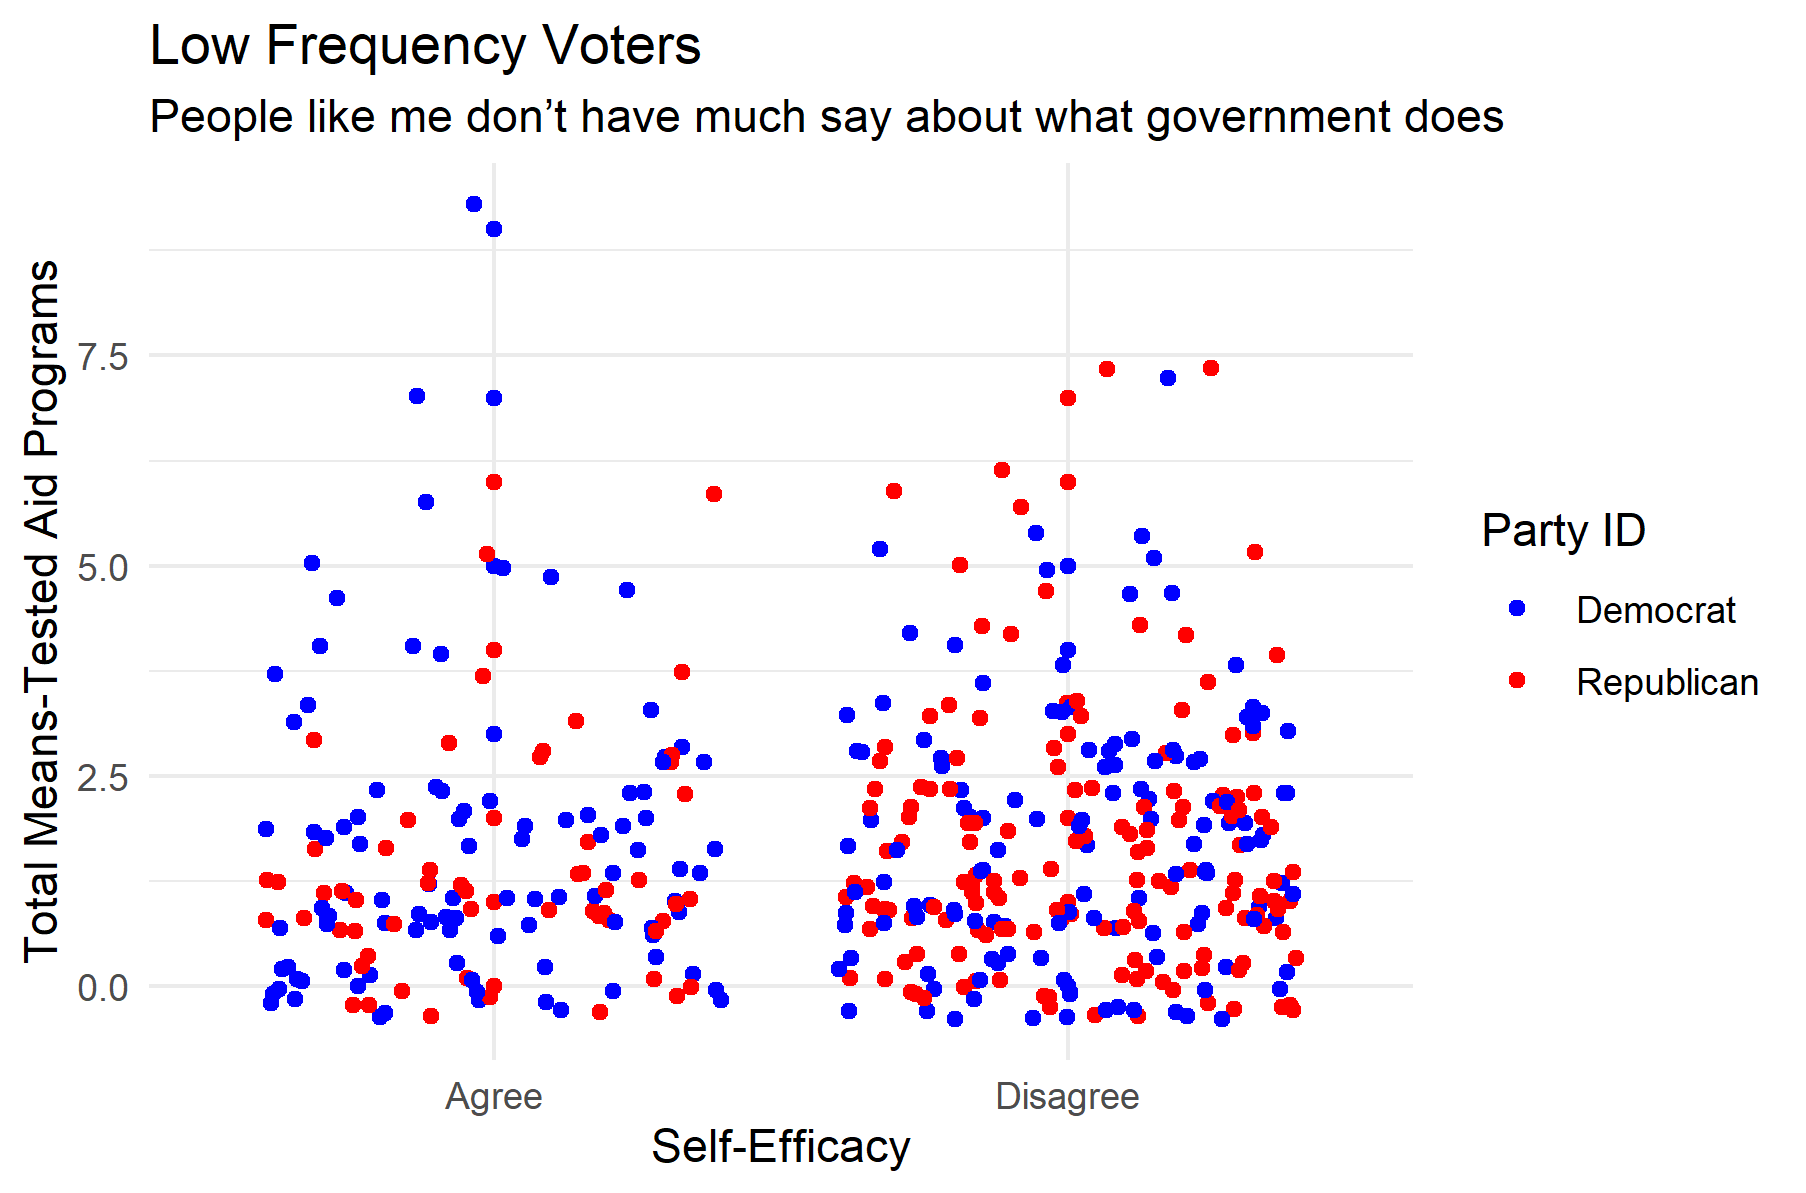 Low Frequency Voters
People like me don’t have much say about what government does
Total Means-Tested Aid Programs
7.5
5.0
2.5
0.0
Agree
Disagree
Self-Efficacy
Party ID
Democrat
Republican